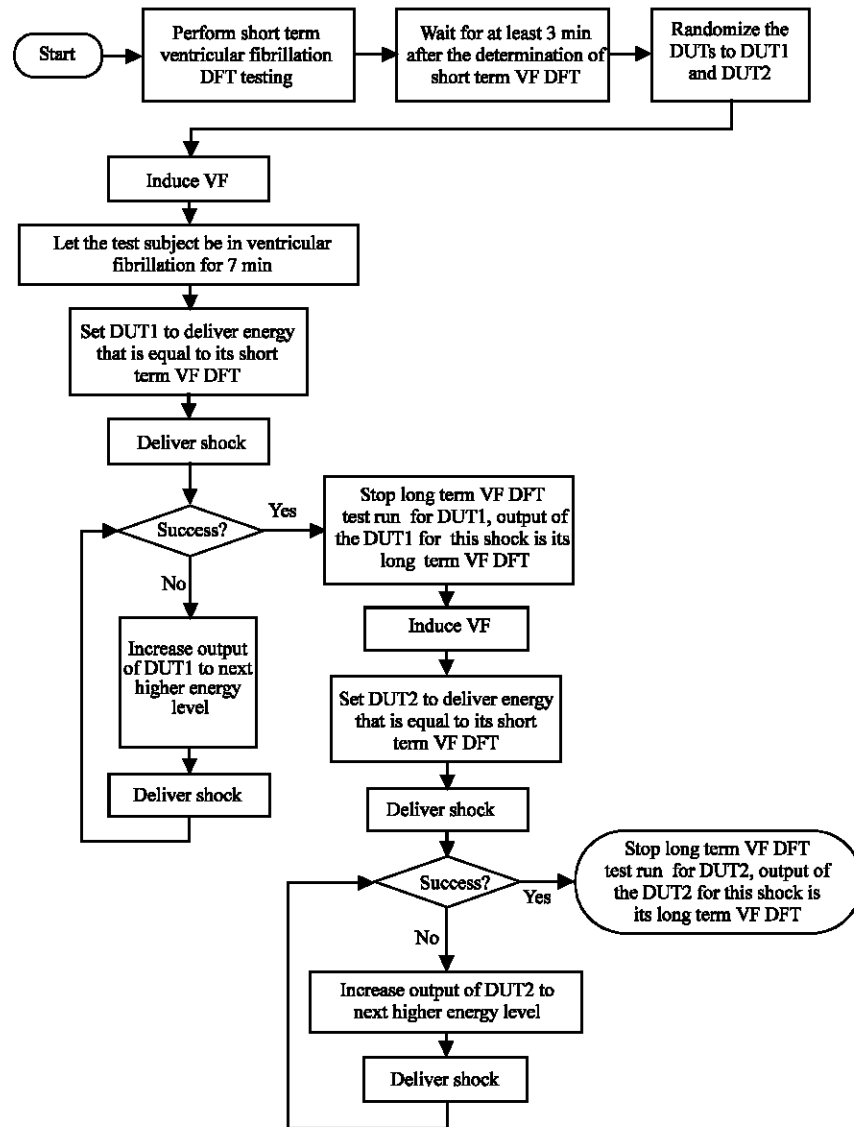 Start
Perform short term
ventricular fibrillation
DFT testing
Wait for at least 3 min
after the determination of
short term VF DFT
Randomize the
DUTs to DUT1
and DUT2
Induce VF
Let the test subject be in ventricular
fibrillation for 7 min
Set DUT1 to deliver energy
that is equal to its short
term VF DFT
Deliver shock
Success?
Yes
No
Increase output
of DUT1 to next
higher energy
level
Deliver shock
Stop long term VF DFT
test run for DUT1, output of
the DUT1 for this shock is its
long term VF DFT
Induce VF
Set DUT2 to deliver energy
that is equal to its short
term VF DFT
Deliver shock
Success?
Yes
No
Stop long term VF DFT
test run for DUT2, output of
the DUT2 for this shock is
its long term VF DFT
Increase output of DUT2 to
next higher energy level
Deliver shock